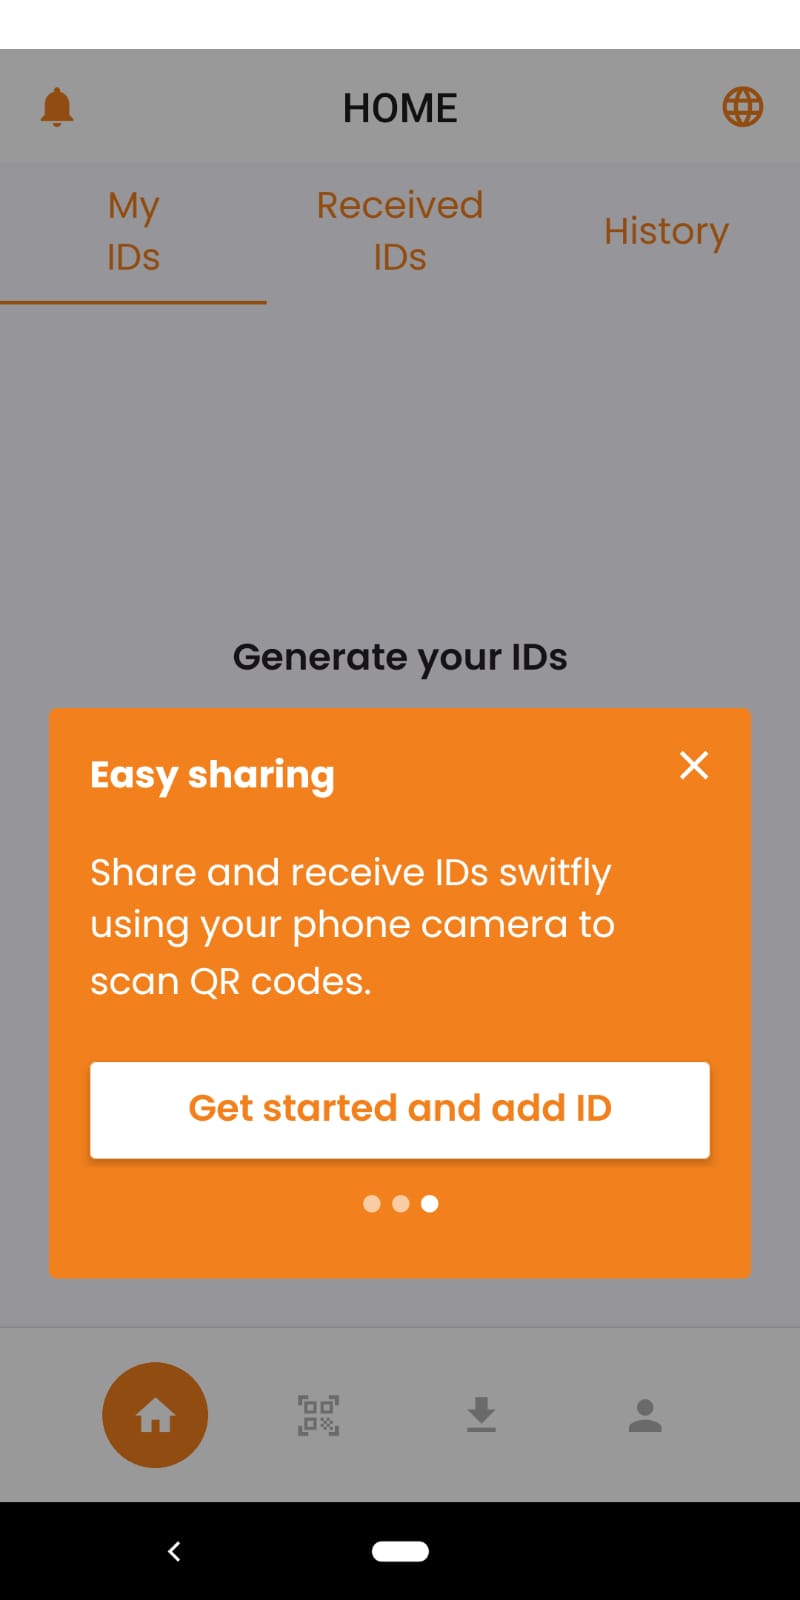 HOME
My
IDs
Received
IDs
History
Generate your IDs
Easy sharing
Share and receive IDs switfly
using your phone camera to
scan QR codes.
Get started and add ID